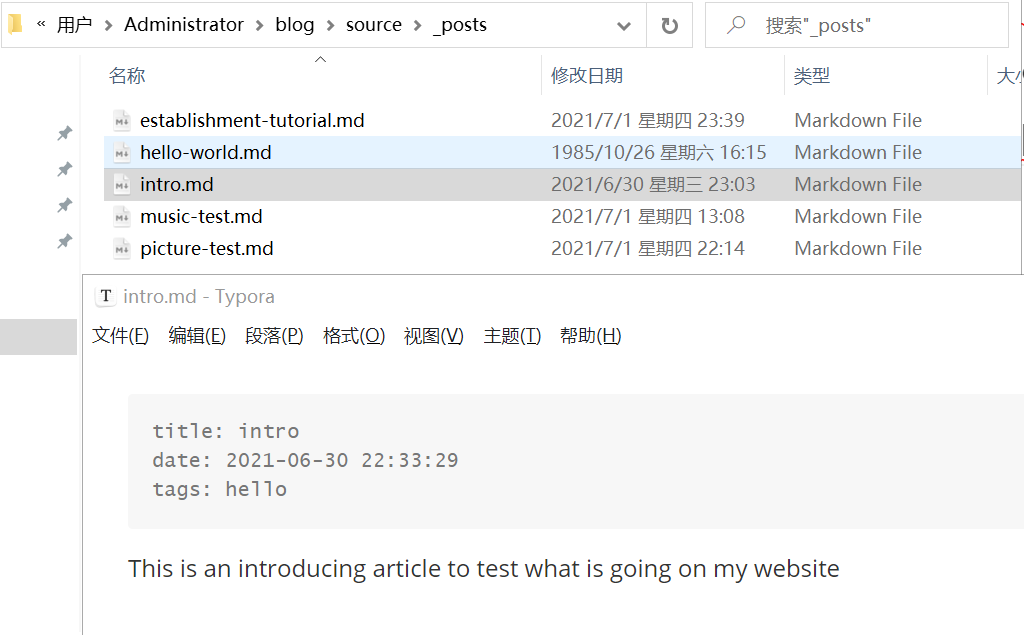 « 用户 > Administrator > blog > source > _posts
搜索"_posts"
名称 修改日期 类型
establishment-tutorial.md 2021/7/1 星期四 23:39 Markdown File
hello-world.md 1985/10/26 星期六 16:15 Markdown File
intro.md 2021/6/30 星期三 23:03 Markdown File
music-test.md 2021/7/1 星期四 13:08 Markdown File
picture-test.md 2021/7/1 星期四 22:14 Markdown File
T intro.md - Typora
文件(F) 编辑(E) 段落(P) 格式(O) 视图(V) 主题(T) 帮助(H)
title: intro
date: 2021-06-30 22:33:29
tags: hello
This is an introducing article to test what is going on my website